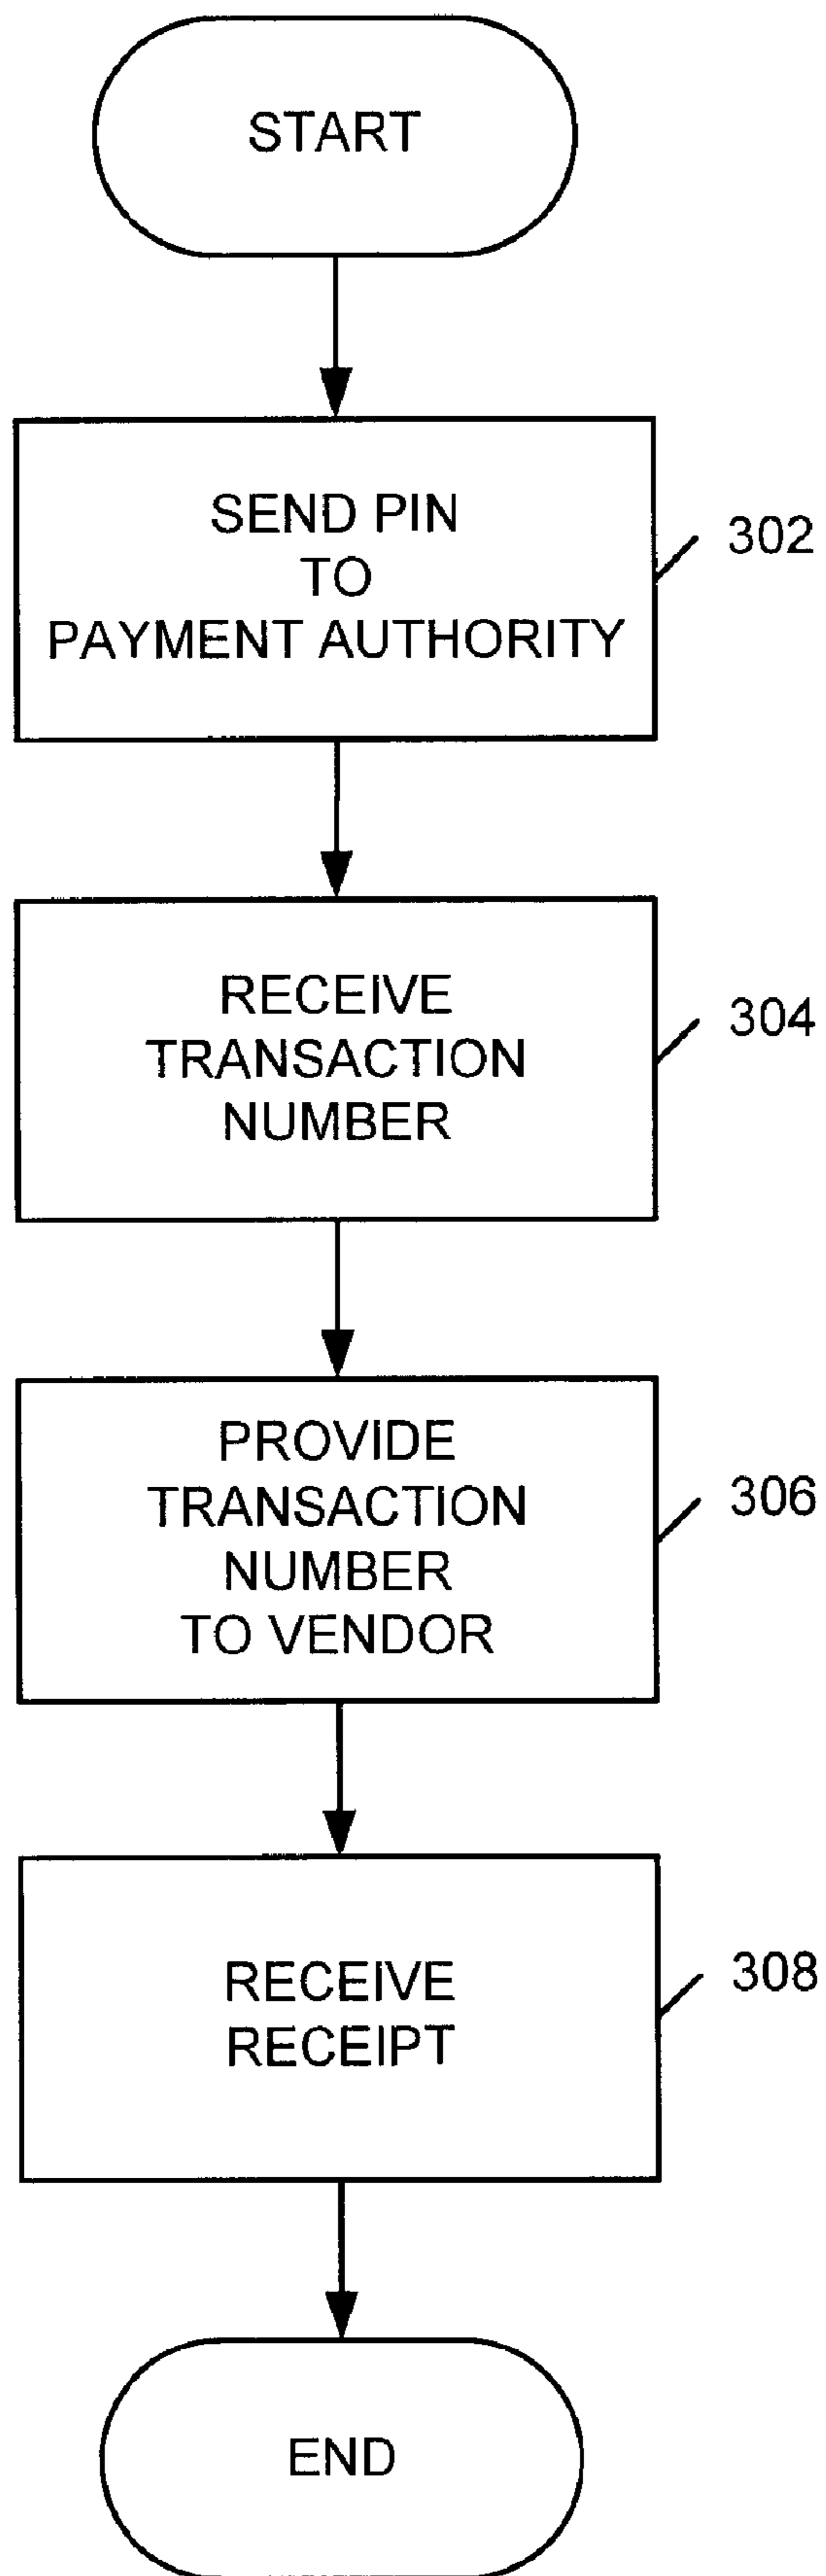 START
SEND PIN
TO
PAYMENT AUTHORITY
302
RECEIVE
TRANSACTION
NUMBER
304
PROVIDE
TRANSACTION
NUMBER
TO VENDOR
306
RECEIVE
RECEIPT
308
END